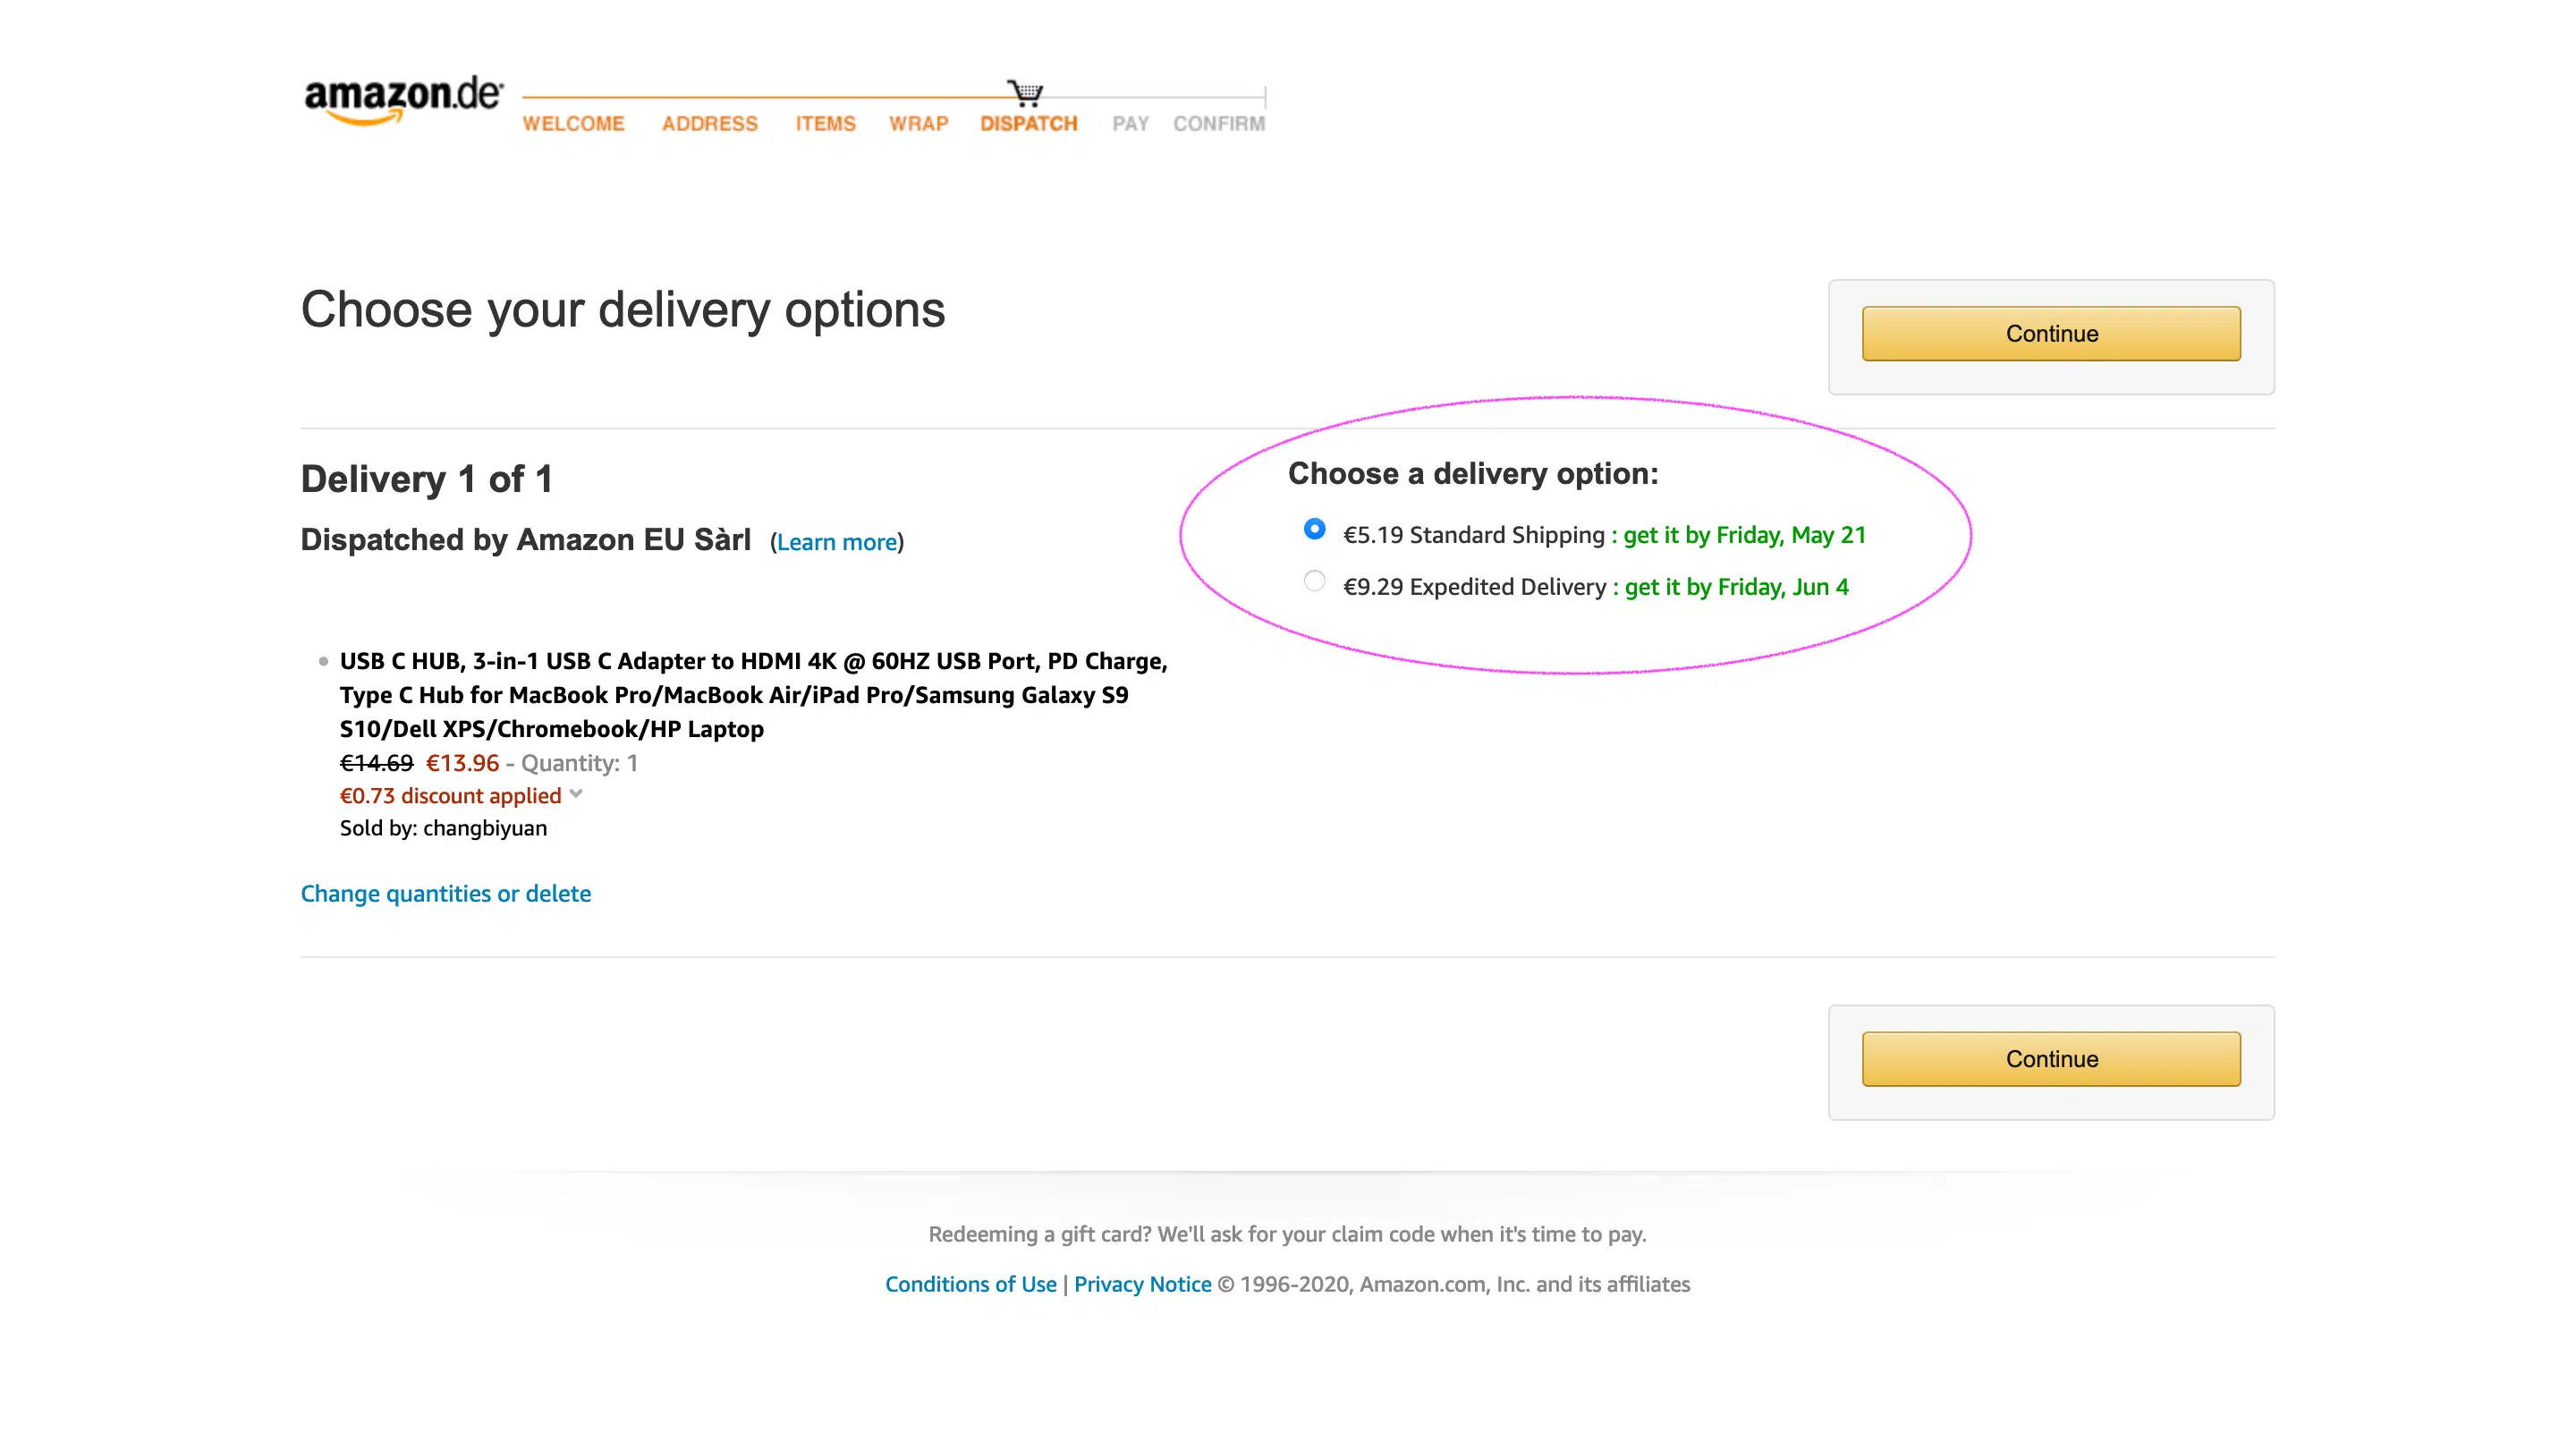 amazon.de
WELCOME ADDRESS ITEMS WRAP DISPATCH PAY CONFIRM
Choose your delivery options
Continue
Delivery 1 of 1
Dispatched by Amazon EU Sàrl (Learn more)
Choose a delivery option:
€5.19 Standard Shipping : get it by Friday, May 21
€9.29 Expedited Delivery : get it by Friday, Jun 4
USB C HUB, 3-in-1 USB C Adapter to HDMI 4K @ 60HZ USB Port, PD Charge,
Type C Hub for MacBook Pro/MacBook Air/iPad Pro/Samsung Galaxy S9
S10/Dell XPS/Chromebook/HP Laptop
€14.69 €13.96 - Quantity: 1
€0.73 discount applied
Sold by: changbiyuan
Change quantities or delete
Continue
Redeeming a gift card? We'll ask for your claim code when it's time to pay.
Conditions of Use | Privacy Notice © 1996-2020, Amazon.com, Inc. and its affiliates